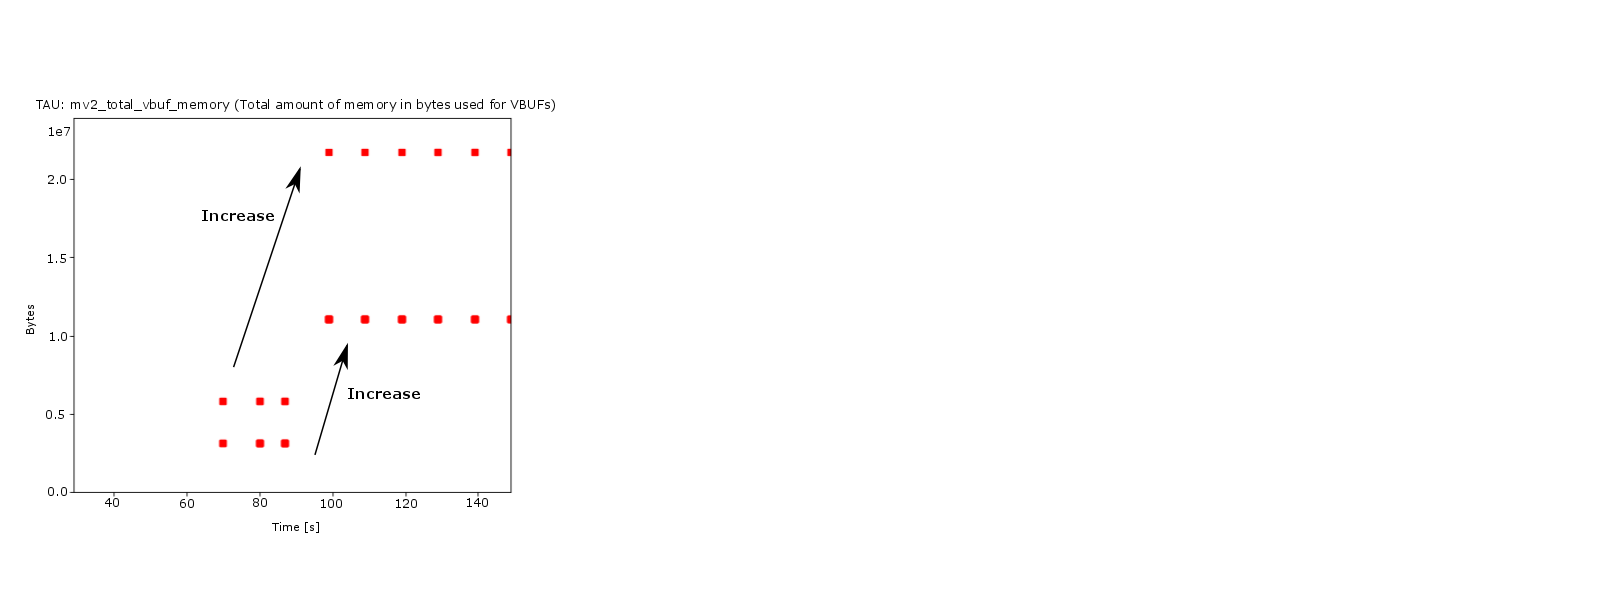 TAU: mv2_total_vbuf_memory (Total amount of memory in bytes used for VBUFs)
1e7
2.0
Increase
1.5
Bytes
1.0
Increase
0.5
0.0
40 60 80 100 120 140
Time [s]